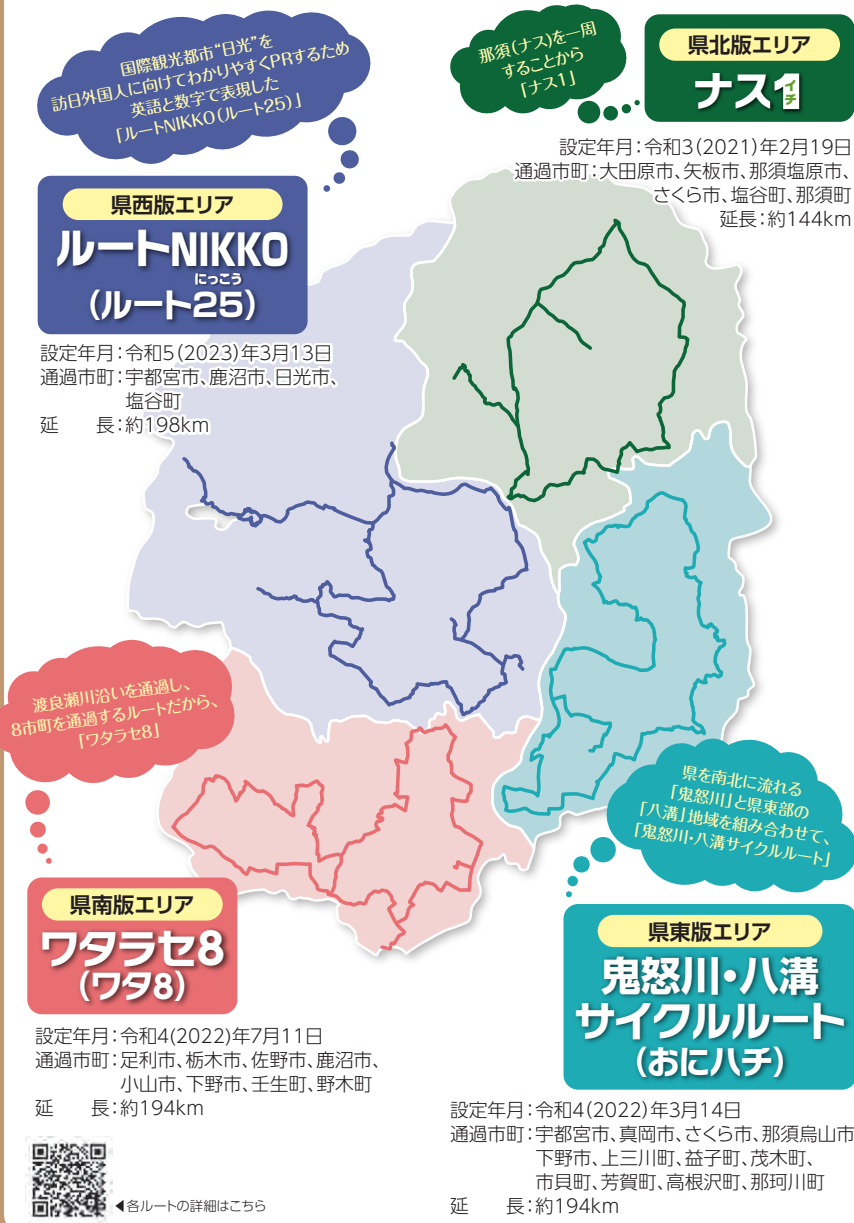 国際観光都市“日光”を
訪日外国人に向けてわかりやすくPRするため
英語と数字で表現した
「ルートNIKKO（ルート25）」
県西版エリア
ルートNIKKO
にっこう
（ルート25）
設定年月：令和5（2023）年3月13日
通過市町：宇都宮市、鹿沼市、日光市、
塩谷町
延　　長：約198km
那須（ナス）を一周
することから
「ナス1」
県北版エリア
ナス1
イチ
設定年月：令和3（2021）年2月19日
通過市町：大田原市、矢板市、那須塩原市、
さくら市、塩谷町、那須町
延長：約144km
渡良瀬川沿いを通過し、
8市町を通過するルートだから、
「ワタラセ8」
県南版エリア
ワタラセ8
（ワタ8）
設定年月：令和4（2022）年7月11日
通過市町：足利市、栃木市、佐野市、鹿沼市、
小山市、下野市、壬生町、野木町
延　　長：約194km
◀各ルートの詳細はこちら
県を南北に流れる
「鬼怒川」と県東部の
「八溝」地域を組み合わせて、
「鬼怒川・八溝サイクルルート」
県東版エリア
鬼怒川・八溝
サイクルルート
（おにハチ）
設定年月：令和4（2022）年3月14日
通過市町：宇都宮市、真岡市、さくら市、那須烏山市
下野市、上三川町、益子町、茂木町、
市貝町、芳賀町、高根沢町、那珂川町
延　　長：約194km